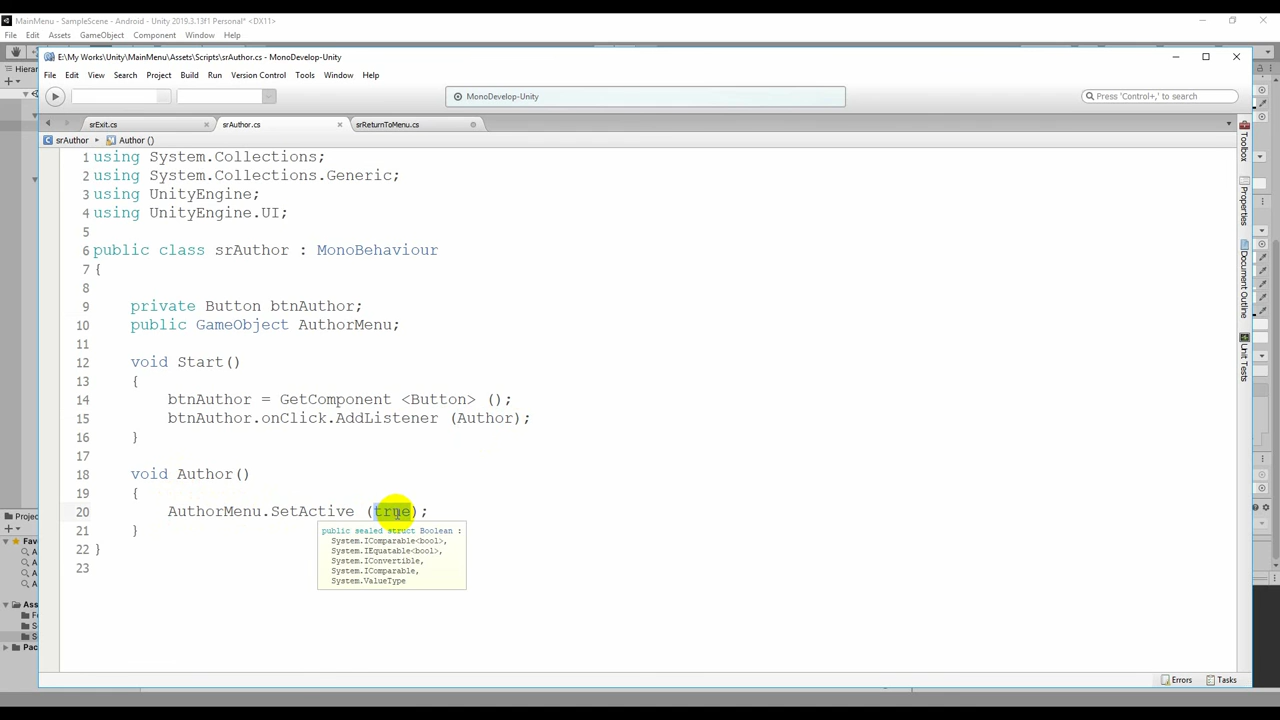 MainMenu - SampleScene - Android - Unity 2019.3.13f1 Personal* <DX11>
File Edit Assets GameObject Component Window Help
Hierar
E:\My Works\Unity\MainMenu\Assets\Scripts\srAuthor.cs - MonoDevelop-Unity
File Edit View Search Project Build Run Version Control Tools Window Help
MonoDevelop-Unity
Press 'Control+,' to search
srExit.cs srAuthor.cs srReturnToMenu.cs
srAuthor Author ()
1 using System.Collections;
2 using System.Collections.Generic;
3 using UnityEngine;
4 using UnityEngine.UI;
5
6 public class srAuthor : MonoBehaviour
7 {
8
9 private Button btnAuthor;
10 public GameObject AuthorMenu;
11
12 void Start()
13 {
14 btnAuthor = GetComponent <Button> ();
15 btnAuthor.onClick.AddListener (Author);
16 }
17
18 void Author()
19 {
20 AuthorMenu.SetActive (true);
21 }
22 }
23
public sealed struct Boolean :
System.IComparable<bool>,
System.IEquatable<bool>,
System.IConvertible,
System.IComparable,
System.ValueType
Toolbox
Properties
Document Outline
Unit Tests
Project
Favo
A
A
A
A
Ass
Fo
S
S
Pac
Errors Tasks